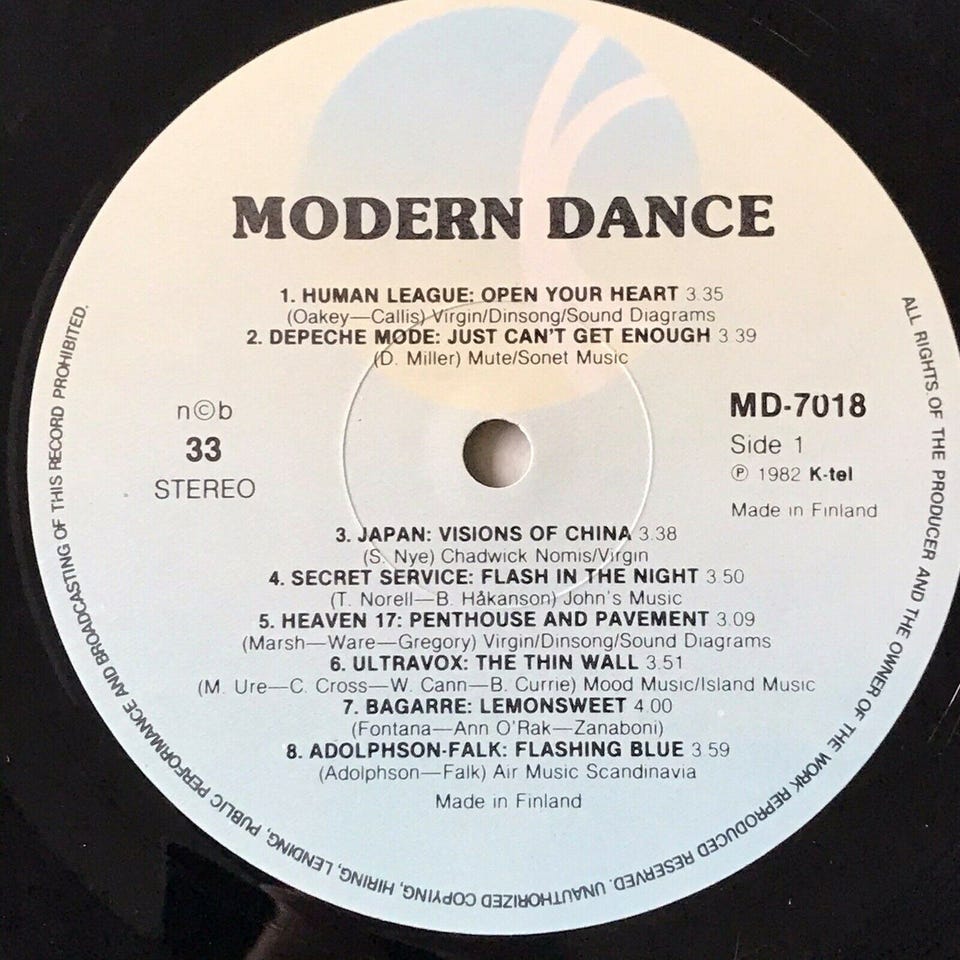 MODERN DANCE
1. HUMAN LEAGUE: OPEN YOUR HEART 3.35
(Oakey—Callis) Virgin/Dinsong/Sound Diagrams
2. DEPECHE MØDE: JUST CAN'T GET ENOUGH 3 39
(D. Miller) Mute/Sonet Music
n©b
33
STEREO
MD-7018
Side 1
℗ 1982 K-tel
Made in Finland
3. JAPAN: VISIONS OF CHINA 3.38
(S. Nye) Chadwick Nomis/Virgin
4. SECRET SERVICE: FLASH IN THE NIGHT 3 50
(T. Norell—B. Håkanson) John's Music
5. HEAVEN 17: PENTHOUSE AND PAVEMENT 3.09
(Marsh—Ware—Gregory) Virgin/Dinsong/Sound Diagrams
6. ULTRAVOX: THE THIN WALL 3.51
(M. Ure—C. Cross—W. Cann—B. Currie) Mood Music/Island Music
7. BAGARRE: LEMONSWEET 4.00
(Fontana—Ann O'Rak—Zanaboni)
8. ADOLPHSON-FALK: FLASHING BLUE 3 59
(Adolphson—Falk) Air Music Scandinavia
Made in Finland
ALL RIGHTS OF THE PRODUCER AND THE OWNER OF THE WORK REPRODUCED RESERVED. UNAUTHORIZED COPYING, HIRING, LENDING, PUBLIC PERFORMANCE AND BROADCASTING OF THIS RECORD PROHIBITED.